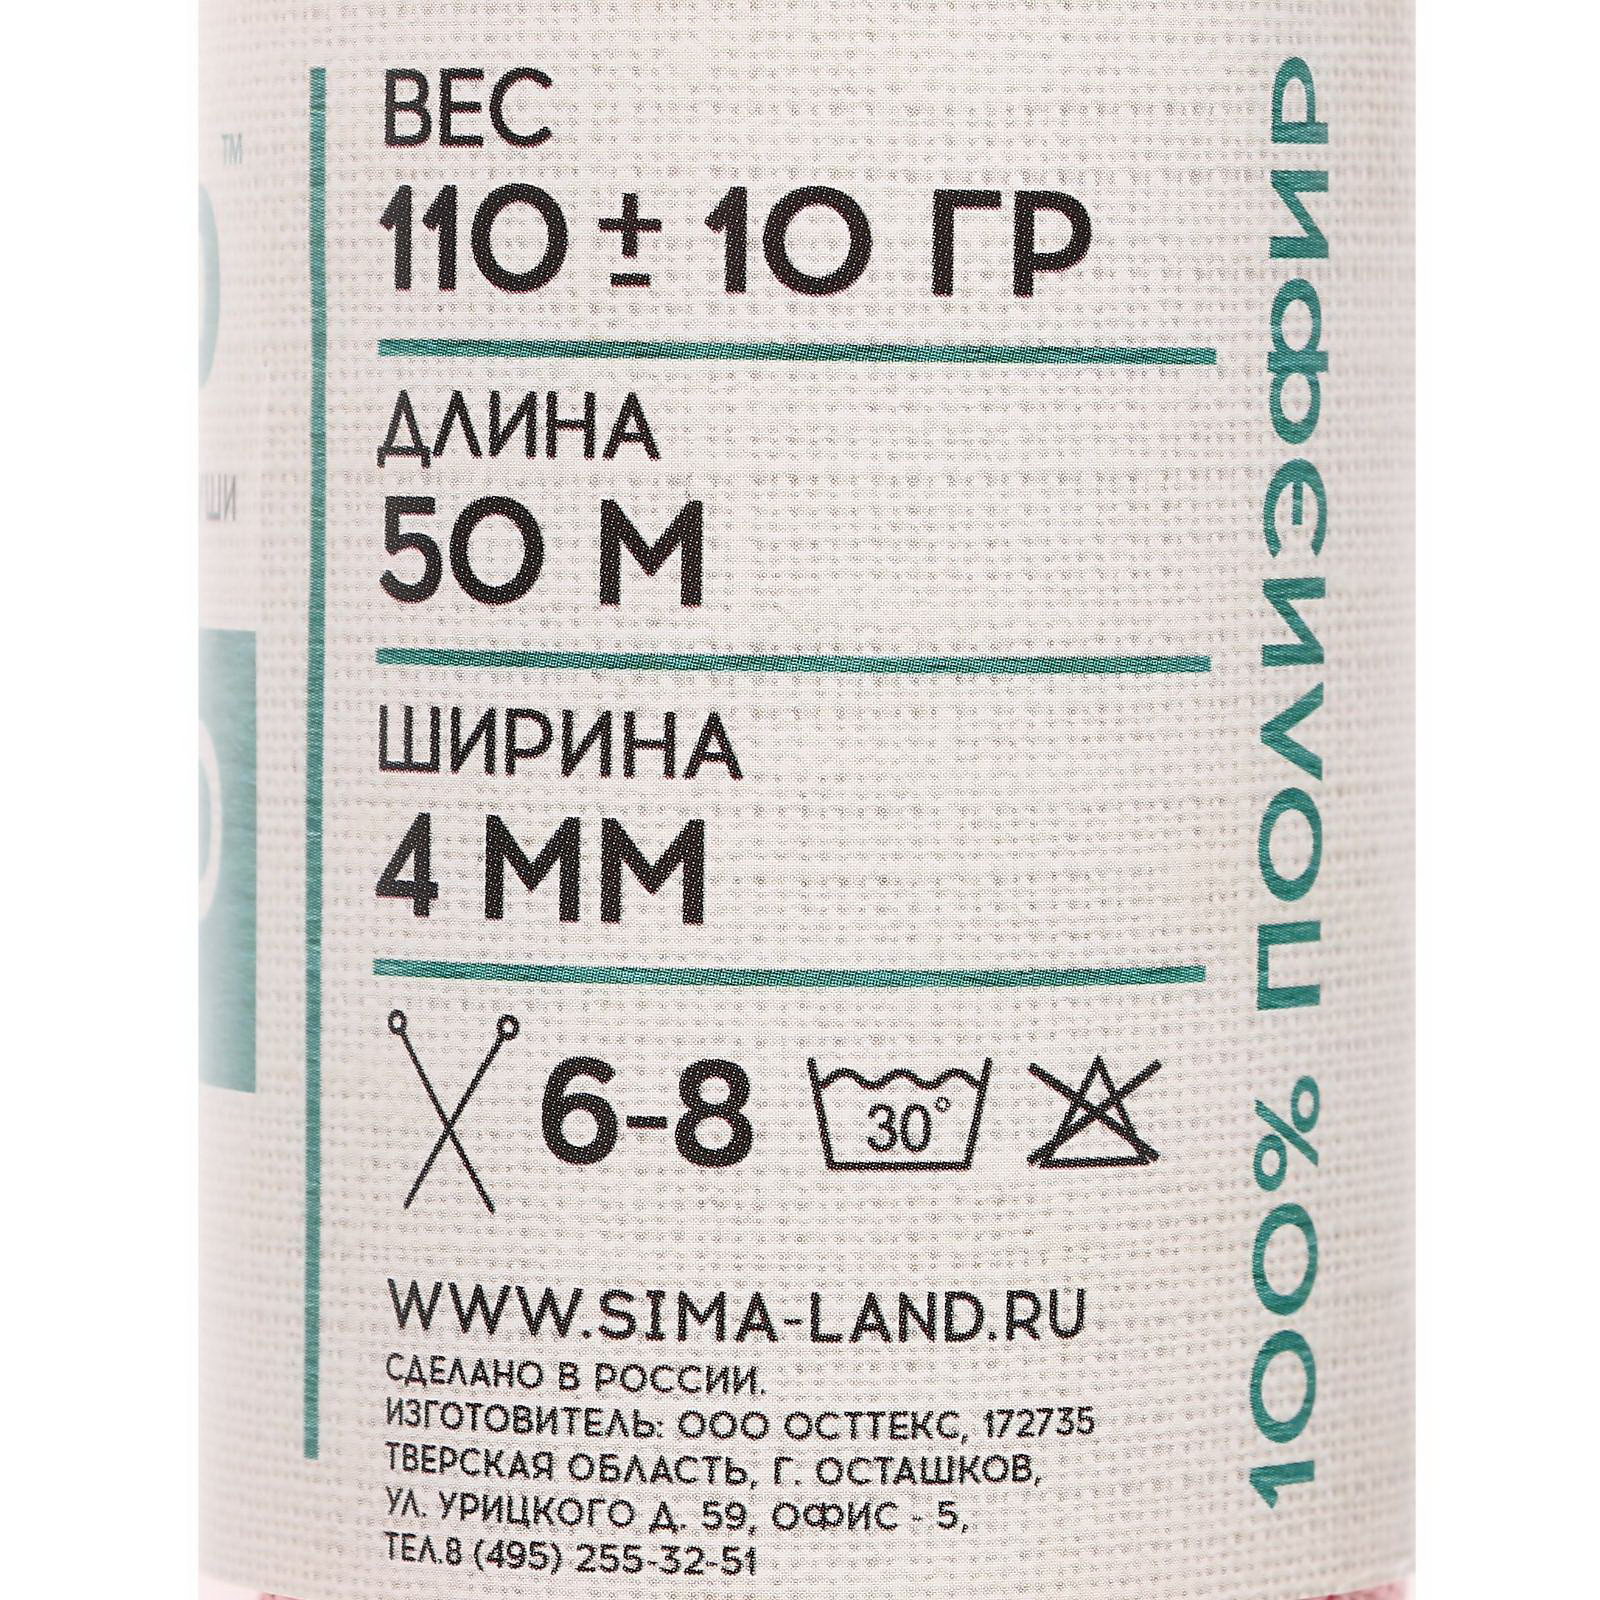 ВЕС
110 ± 10 ГР
ДЛИНА
50 М
ШИРИНА
4 ММ
6-8
30°
WWW.SIMA-LAND.RU
СДЕЛАНО В РОССИИ.
ИЗГОТОВИТЕЛЬ: ООО ОСТТЕКС, 172735
ТВЕРСКАЯ ОБЛАСТЬ, Г. ОСТАШКОВ,
УЛ. УРИЦКОГО Д. 59, ОФИС - 5,
ТЕЛ.8 (495) 255-32-51
100 % полиэфир
TM